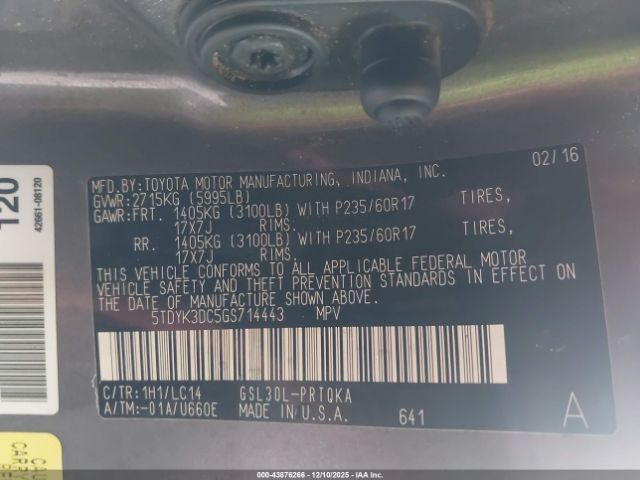 02/16
MFD.BY:TOYOTA MOTOR MANUFACTURING, INDIANA, INC.
GVWR:2715KG (5995LB)
GAWR:FRT. 1405KG (3100LB) WITH P235/60R17 TIRES,
17X7J RIMS.
RR. 1405KG (3100LB) WITH P235/60R17 TIRES,
17X7J RIMS.
THIS VEHICLE CONFORMS TO ALL APPLICABLE FEDERAL MOTOR
VEHICLE SAFETY AND THEFT PREVENTION STANDARDS IN EFFECT ON
THE DATE OF MANUFACTURE SHOWN ABOVE.
5TDYK3DC5GS714443 MPV
C/TR:1H1/LC14 GSL30L-PRTQKA
A/TM:-01A/U660E MADE IN U.S.A. 641 A
120
42661-08120
000-43876266 - 12/10/2025 - COPYRIGHT IAA, INC.